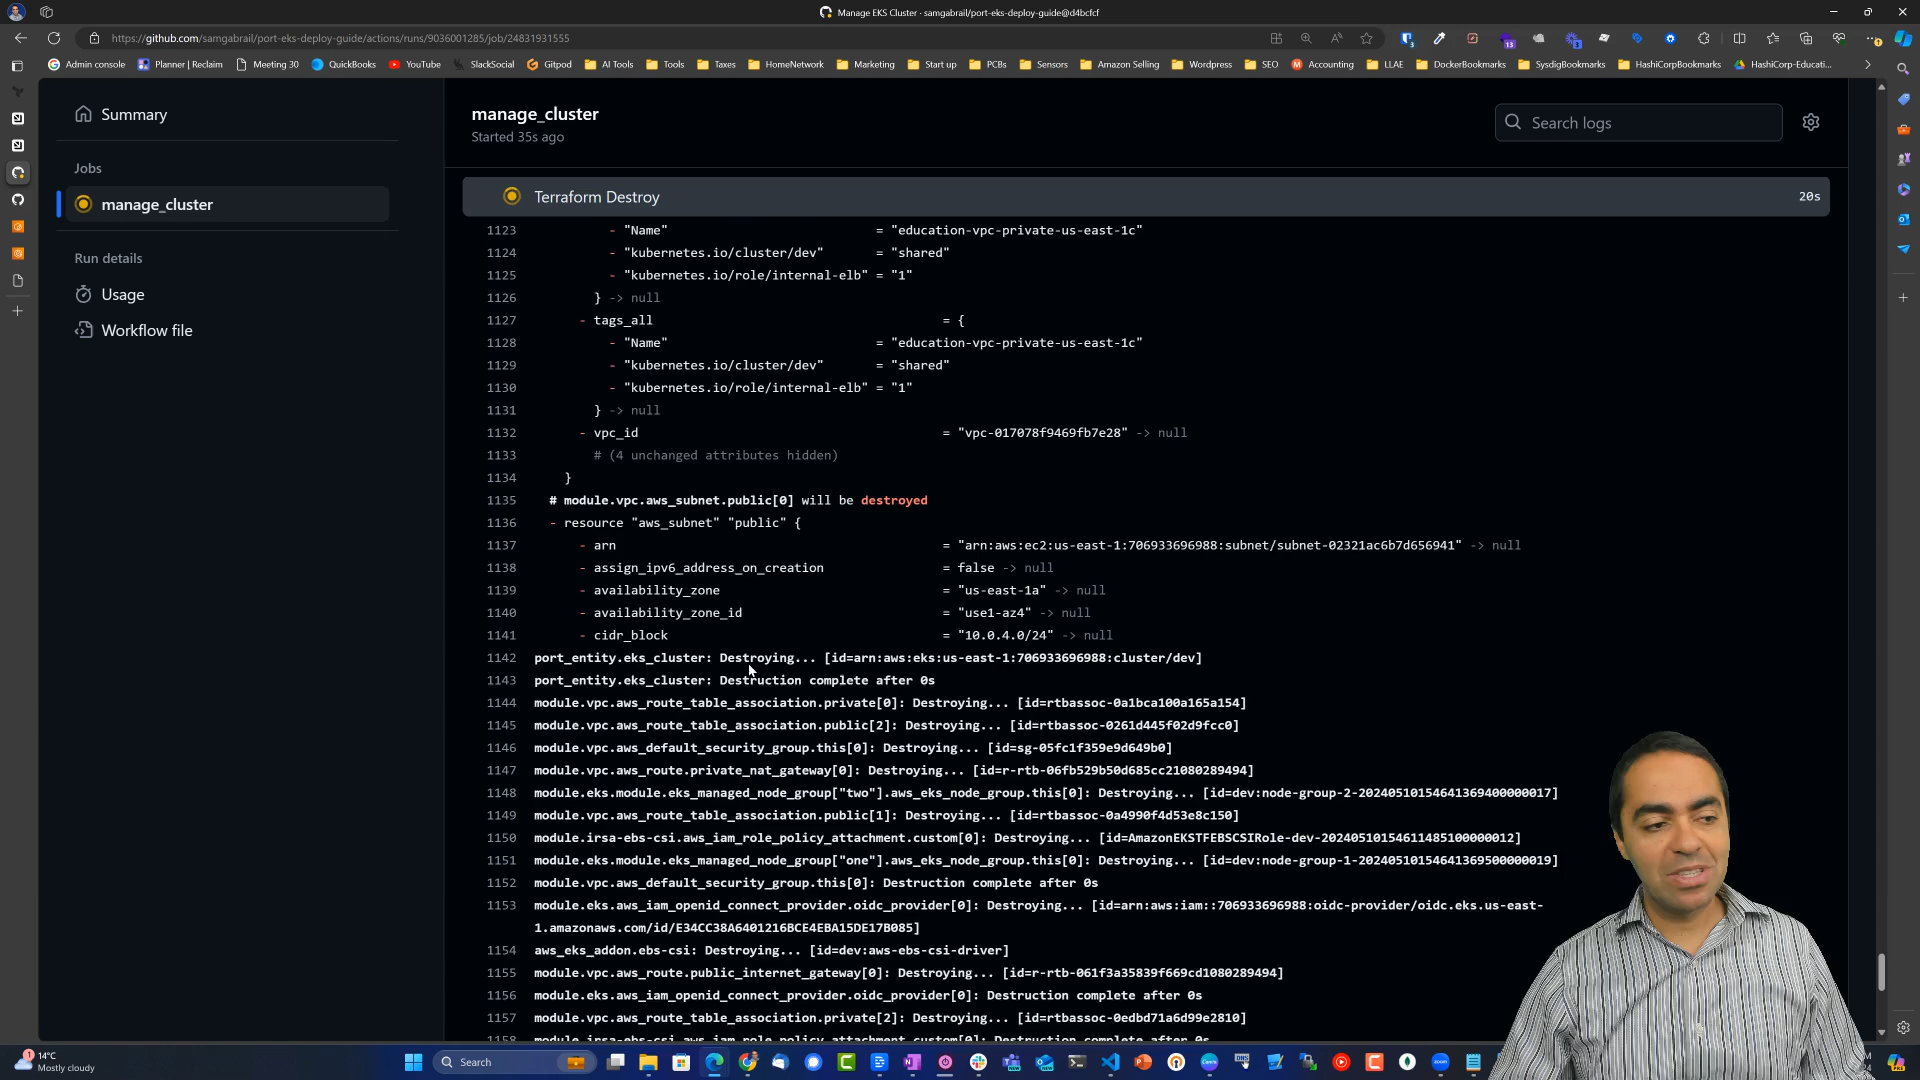 Manage EKS Cluster · samgabrail/port-eks-deploy-guide@d4bcfcf
https://github.com/samgabrail/port-eks-deploy-guide/actions/runs/9036001285/job/24831931555
Admin console
Planner | Reclaim
Meeting 30
QuickBooks
YouTube
SlackSocial
Gitpod
AI Tools
Tools
Taxes
HomeNetwork
Marketing
Start up
PCBs
Sensors
Amazon Selling
Wordpress
SEO
Accounting
LLAE
DockerBookmarks
SysdigBookmarks
HashiCorpBookmarks
HashiCorp-Educati...
Summary
Jobs
manage_cluster
Run details
Usage
Workflow file
manage_cluster
Started 35s ago
Search logs
Terraform Destroy 20s
1123 - "Name" = "education-vpc-private-us-east-1c"
1124 - "kubernetes.io/cluster/dev" = "shared"
1125 - "kubernetes.io/role/internal-elb" = "1"
1126 } -> null
1127 - tags_all = {
1128 - "Name" = "education-vpc-private-us-east-1c"
1129 - "kubernetes.io/cluster/dev" = "shared"
1130 - "kubernetes.io/role/internal-elb" = "1"
1131 } -> null
1132 - vpc_id = "vpc-017078f9469fb7e28" -> null
1133 # (4 unchanged attributes hidden)
1134 }
1135 # module.vpc.aws_subnet.public[0] will be destroyed
1136 - resource "aws_subnet" "public" {
1137 - arn = "arn:aws:ec2:us-east-1:706933696988:subnet/subnet-02321ac6b7d656941" -> null
1138 - assign_ipv6_address_on_creation = false -> null
1139 - availability_zone = "us-east-1a" -> null
1140 - availability_zone_id = "use1-az4" -> null
1141 - cidr_block = "10.0.4.0/24" -> null
1142 port_entity.eks_cluster: Destroying... [id=arn:aws:eks:us-east-1:706933696988:cluster/dev]
1143 port_entity.eks_cluster: Destruction complete after 0s
1144 module.vpc.aws_route_table_association.private[0]: Destroying... [id=rtbassoc-0a1bca100a165a154]
1145 module.vpc.aws_route_table_association.public[2]: Destroying... [id=rtbassoc-0261d445f02d9fcc0]
1146 module.vpc.aws_default_security_group.this[0]: Destroying... [id=sg-05fc1f359e9d649b0]
1147 module.vpc.aws_route.private_nat_gateway[0]: Destroying... [id=r-rtb-06fb529b50d685cc21080289494]
1148 module.eks.module.eks_managed_node_group["two"].aws_eks_node_group.this[0]: Destroying... [id=dev:node-group-2-20240510154641369400000017]
1149 module.vpc.aws_route_table_association.public[1]: Destroying... [id=rtbassoc-0a4990f4d53e8c150]
1150 module.irsa-ebs-csi.aws_iam_role_policy_attachment.custom[0]: Destroying... [id=AmazonEKSTFEBSCSIRole-dev-20240510154611485100000012]
1151 module.eks.module.eks_managed_node_group["one"].aws_eks_node_group.this[0]: Destroying... [id=dev:node-group-1-20240510154641369500000019]
1152 module.vpc.aws_default_security_group.this[0]: Destruction complete after 0s
1153 module.eks.aws_iam_openid_connect_provider.oidc_provider[0]: Destroying... [id=arn:aws:iam::706933696988:oidc-provider/oidc.eks.us-east-
1.amazonaws.com/id/E34CC38A6401216BCE4EBA15DE17B085]
1154 aws_eks_addon.ebs-csi: Destroying... [id=dev:aws-ebs-csi-driver]
1155 module.vpc.aws_route.public_internet_gateway[0]: Destroying... [id=r-rtb-061f3a35839f669cd1080289494]
1156 module.eks.aws_iam_openid_connect_provider.oidc_provider[0]: Destruction complete after 0s
1157 module.vpc.aws_route_table_association.private[2]: Destroying... [id=rtbassoc-0edbd71a6d99e2810]
1158 module.irsa-ebs-csi.aws_iam_role_policy_attachment.custom[0]: Destruction complete after 0s
14°C
Mostly cloudy
Search